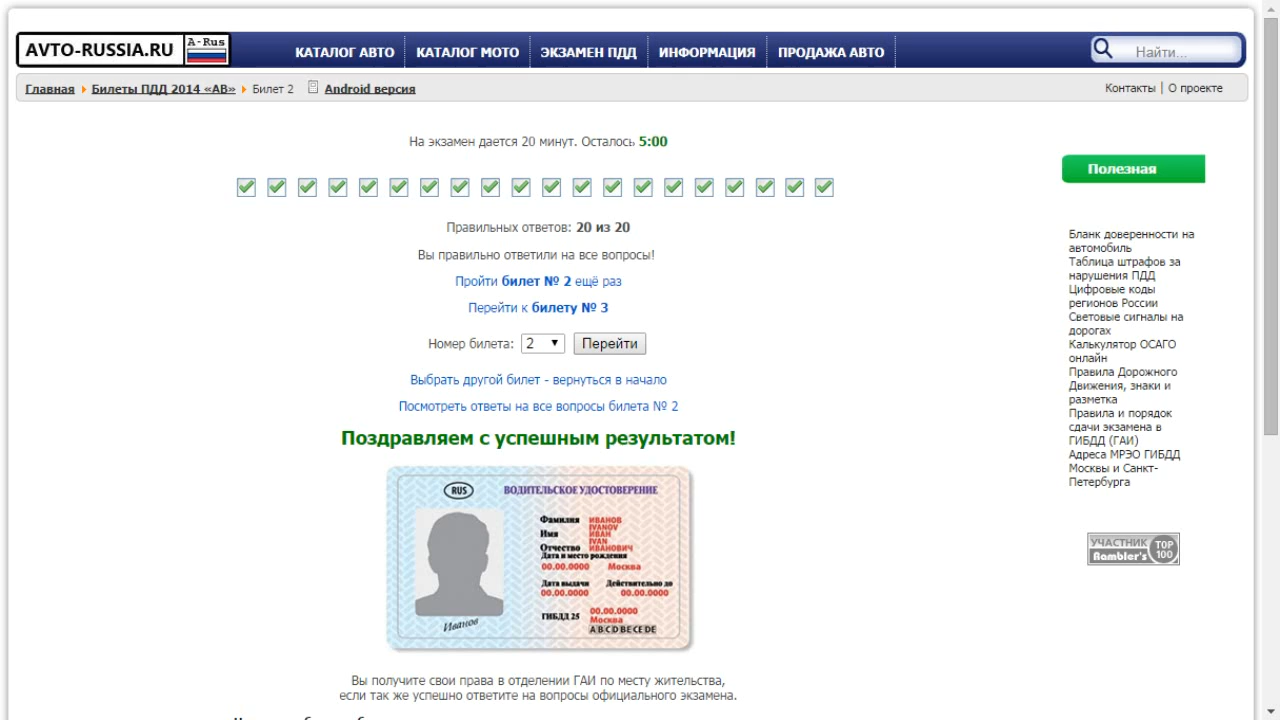 AVTO-RUSSIA.RU A-Rus
КАТАЛОГ АВТО КАТАЛОГ МОТО ЭКЗАМЕН ПДД ИНФОРМАЦИЯ ПРОДАЖА АВТО
Найти...
Главная Билеты ПДД 2014 «АВ» Билет 2 Android версия
Контакты | О проекте
На экзамен дается 20 минут. Осталось 5:00
Правильных ответов: 20 из 20
Вы правильно ответили на все вопросы!
Пройти билет № 2 ещё раз
Перейти к билету № 3
Номер билета: 2 Перейти
Выбрать другой билет - вернуться в начало
Посмотреть ответы на все вопросы билета № 2
Поздравляем с успешным результатом!
RUS ВОДИТЕЛЬСКОЕ УДОСТОВЕРЕНИЕ
Фамилия ИВАНОВ
IVANOV
Имя ИВАН
IVAN
Отчество ИВАНОВИЧ
Дата и место рождения
00.00.0000 Москва
Дата выдачи Действительно до
00.00.0000 00.00.0000
ГИБДД 25 00.00.0000
Москва
A B C D BE CE DE
Иванов
Вы получите свои права в отделении ГАИ по месту жительства,
если так же успешно ответите на вопросы официального экзамена.
Полезная
Бланк доверенности на
автомобиль
Таблица штрафов за
нарушения ПДД
Цифровые коды
регионов России
Световые сигналы на
дорогах
Калькулятор ОСАГО
онлайн
Правила Дорожного
Движения, знаки и
разметка
Правила и порядок
сдачи экзамена в
ГИБДД (ГАИ)
Адреса МРЭО ГИБДД
Москвы и Санкт-
Петербурга
УЧАСТНИК TOP
Rambler's 100